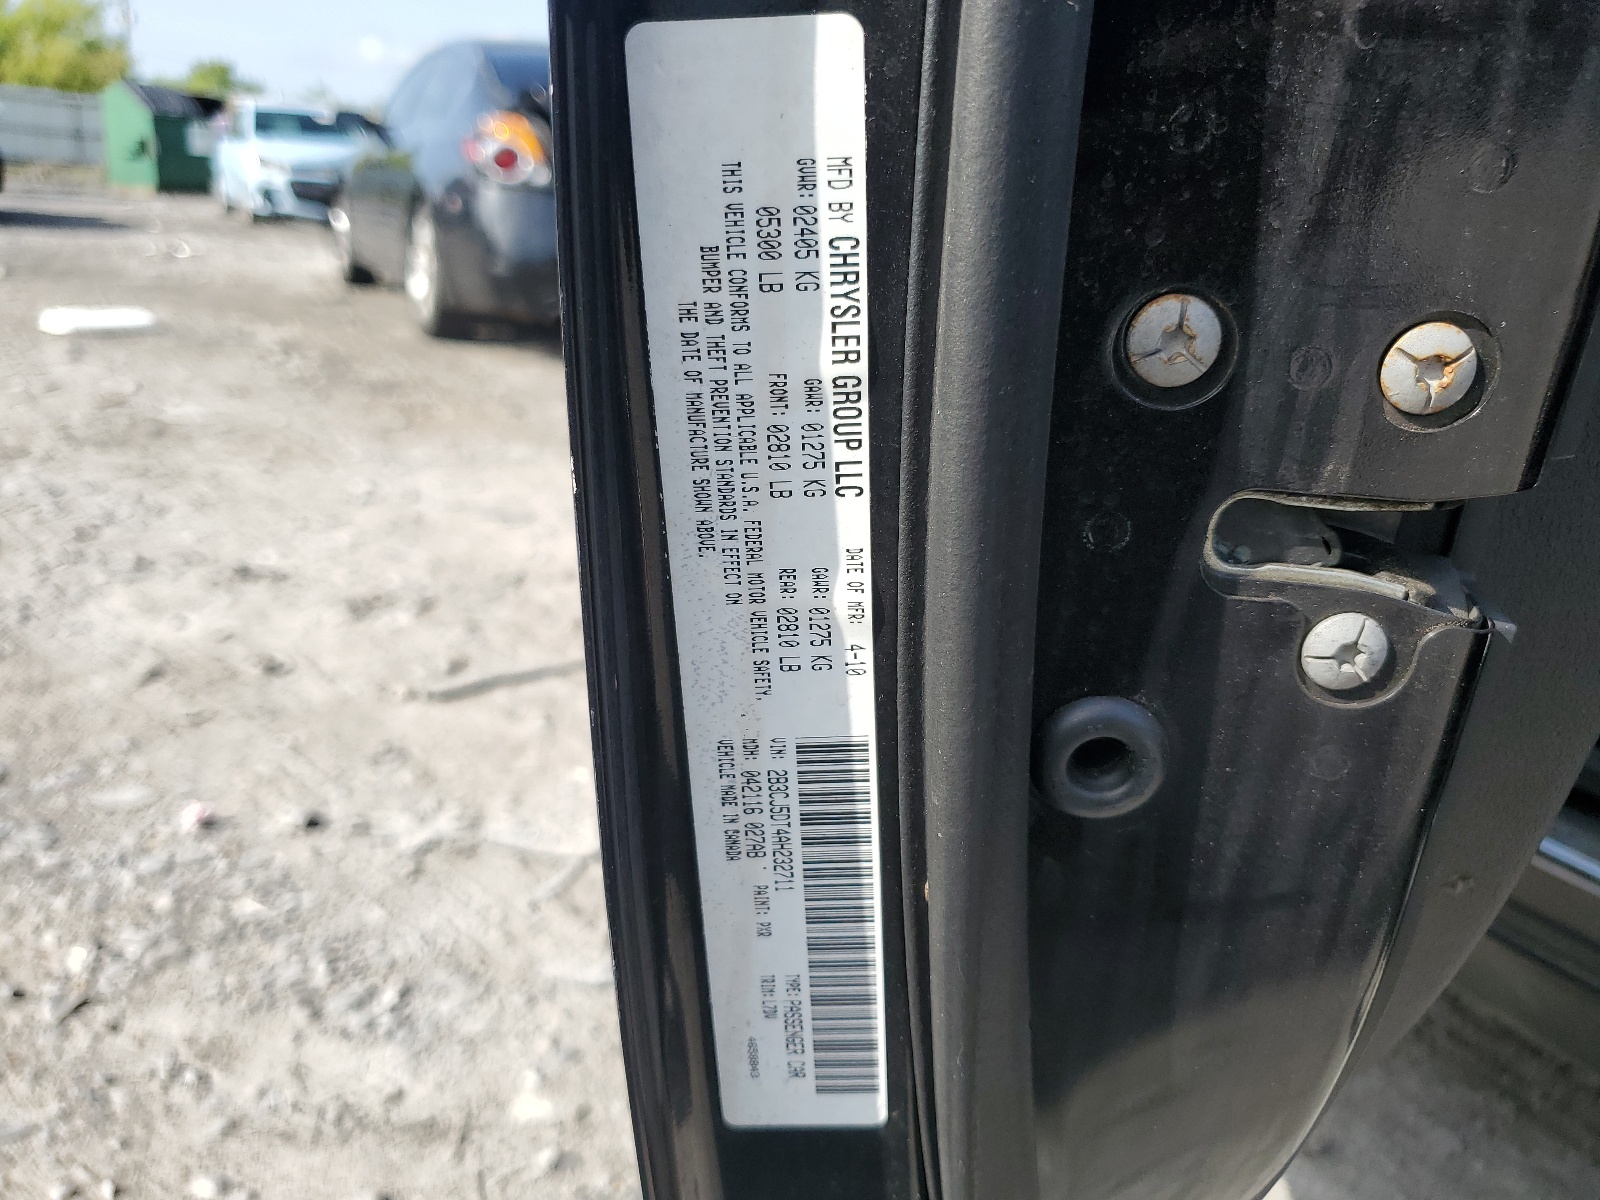 MFD BY CHRYSLER GROUP LLC DATE OF MFR: 4-10
GVWR: 02405 KG GAWR: 01275 KG GAWR: 01275 KG
05300 LB FRONT: 02810 LB REAR: 02810 LB
THIS VEHICLE CONFORMS TO ALL APPLICABLE U.S.A. FEDERAL MOTOR VEHICLE SAFETY,
BUMPER AND THEFT PREVENTION STANDARDS IN EFFECT ON
THE DATE OF MANUFACTURE SHOWN ABOVE.
VIN: 2B3CJ5DT4AH232711 TYPE: PASSENGER CAR
MDH: 042116 027AB PAINT: PXR TRIM: L7DV
VEHICLE MADE IN CANADA